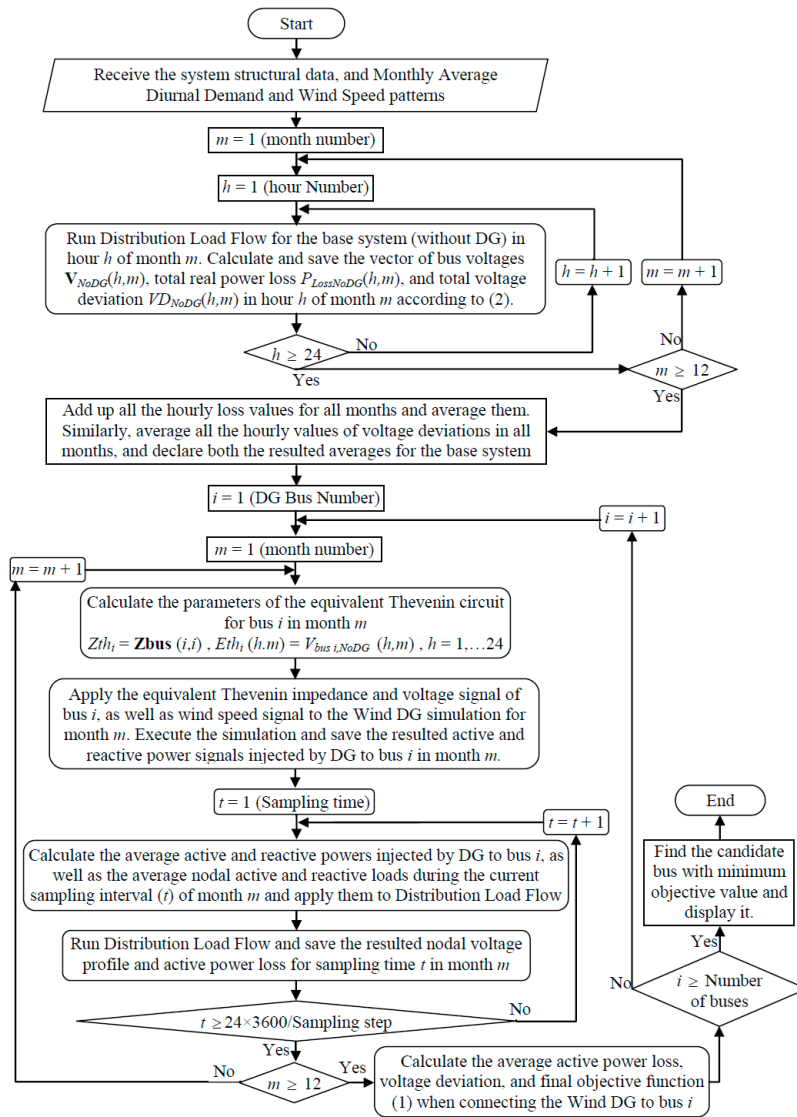 Start
Receive the system structural data, and Monthly Average
Diurnal Demand and Wind Speed patterns
m = 1 (month number)
h = 1 (hour Number)
Run Distribution Load Flow for the base system (without DG) in
hour h of month m. Calculate and save the vector of bus voltages
V_NoDG(h,m), total real power loss P_LossNoDG(h,m), and total voltage
deviation VD_NoDG(h,m) in hour h of month m according to (2).
h = h + 1
m = m + 1
h ≥ 24
No
Yes
m ≥ 12
No
Yes
Add up all the hourly loss values for all months and average them.
Similarly, average all the hourly values of voltage deviations in all
months, and declare both the resulted averages for the base system
i = 1 (DG Bus Number)
i = i + 1
m = 1 (month number)
m = m + 1
Calculate the parameters of the equivalent Thevenin circuit
for bus i in month m
Zth_i = Zbus (i,i) , Eth_i (h.m) = V_bus i,NoDG (h,m) , h = 1,…24
Apply the equivalent Thevenin impedance and voltage signal of
bus i, as well as wind speed signal to the Wind DG simulation for
month m. Execute the simulation and save the resulted active and
reactive power signals injected by DG to bus i in month m.
t = 1 (Sampling time)
t = t + 1
Calculate the average active and reactive powers injected by DG to bus i, as
well as the average nodal active and reactive loads during the current
sampling interval (t) of month m and apply them to Distribution Load Flow
Run Distribution Load Flow and save the resulted nodal voltage
profile and active power loss for sampling time t in month m
t ≥ 24×3600/Sampling step
No
Yes
m ≥ 12
No
Yes
Calculate the average active power loss,
voltage deviation, and final objective function
(1) when connecting the Wind DG to bus i
i ≥ Number
of buses
No
Yes
Find the candidate
bus with minimum
objective value and
display it.
End